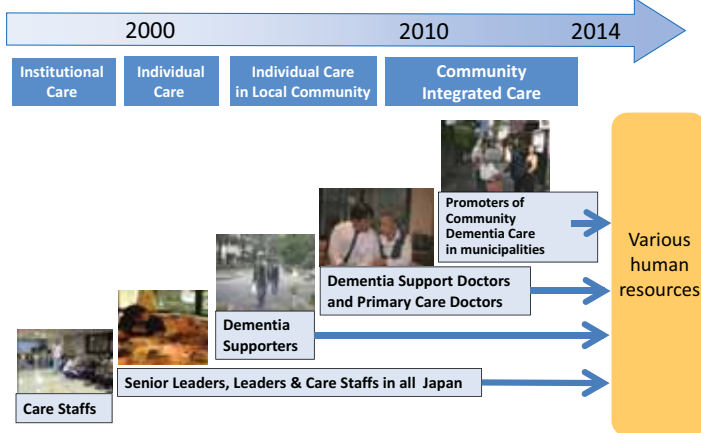 2000
2010
2014
Institutional
Care
Individual
Care
Individual Care
in Local Community
Community
Integrated Care
Promoters of
Community
Dementia Care
in municipalities
Various
human
resources
Dementia Support Doctors
and Primary Care Doctors
Dementia
Supporters
Senior Leaders, Leaders & Care Staffs in all Japan
Care Staffs